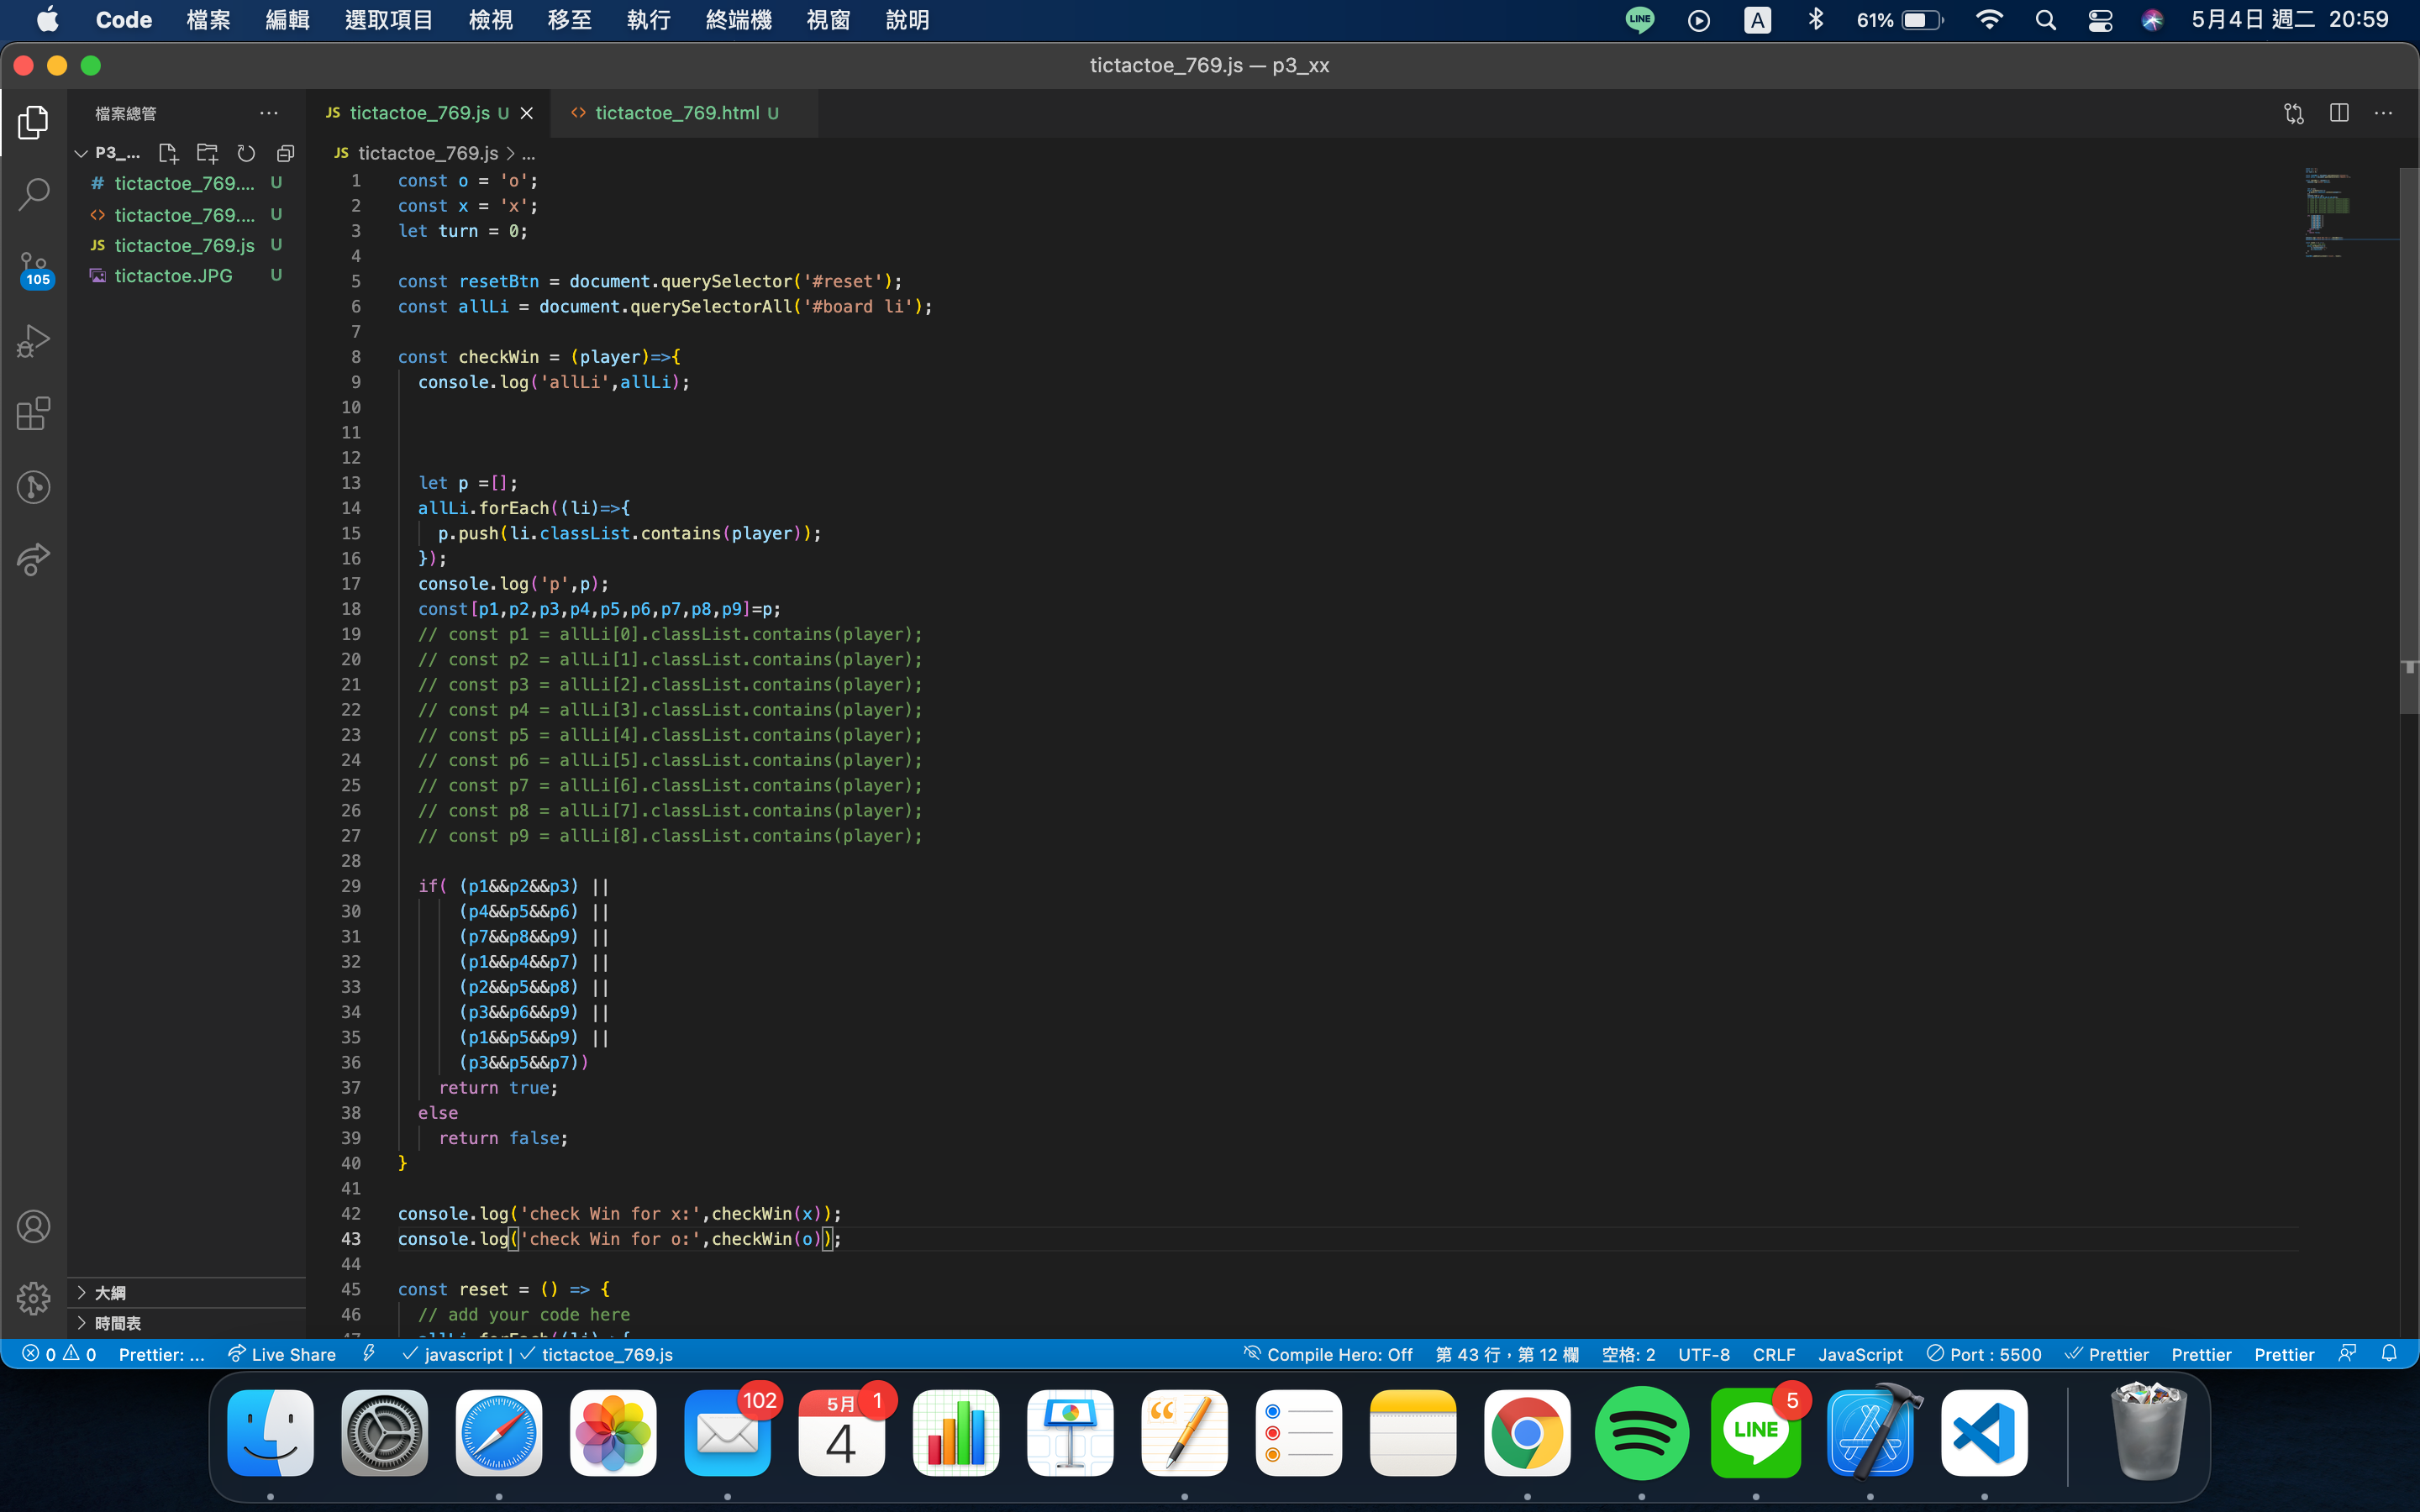 Code 檔案 編輯 選取項目 檢視 移至 執行 終端機 視窗 說明 LINE A 61% 5月4日 週二 20:59
tictactoe_769.js — p3_xx
檔案總管 ...
JS tictactoe_769.js U
<> tictactoe_769.html U
P3_...
# tictactoe_769.... U
<> tictactoe_769.... U
JS tictactoe_769.js U
tictactoe.JPG U
105
大綱
時間表
JS tictactoe_769.js > ...
1 const o = 'o';
2 const x = 'x';
3 let turn = 0;
4
5 const resetBtn = document.querySelector('#reset');
6 const allLi = document.querySelectorAll('#board li');
7
8 const checkWin = (player)=>{
9 console.log('allLi',allLi);
10
11
12
13 let p =[];
14 allLi.forEach((li)=>{
15 p.push(li.classList.contains(player));
16 });
17 console.log('p',p);
18 const[p1,p2,p3,p4,p5,p6,p7,p8,p9]=p;
19 // const p1 = allLi[0].classList.contains(player);
20 // const p2 = allLi[1].classList.contains(player);
21 // const p3 = allLi[2].classList.contains(player);
22 // const p4 = allLi[3].classList.contains(player);
23 // const p5 = allLi[4].classList.contains(player);
24 // const p6 = allLi[5].classList.contains(player);
25 // const p7 = allLi[6].classList.contains(player);
26 // const p8 = allLi[7].classList.contains(player);
27 // const p9 = allLi[8].classList.contains(player);
28
29 if( (p1&&p2&&p3) ||
30 (p4&&p5&&p6) ||
31 (p7&&p8&&p9) ||
32 (p1&&p4&&p7) ||
33 (p2&&p5&&p8) ||
34 (p3&&p6&&p9) ||
35 (p1&&p5&&p9) ||
36 (p3&&p5&&p7))
37 return true;
38 else
39 return false;
40 }
41
42 console.log('check Win for x:',checkWin(x));
43 console.log('check Win for o:',checkWin(o));
44
45 const reset = () => {
46 // add your code here
0 0 Prettier: ... Live Share javascript | tictactoe_769.js Compile Hero: Off 第 43 行，第 12 欄 空格: 2 UTF-8 CRLF JavaScript Port : 5500 Prettier Prettier Prettier
102 5月 4 1 LINE 5